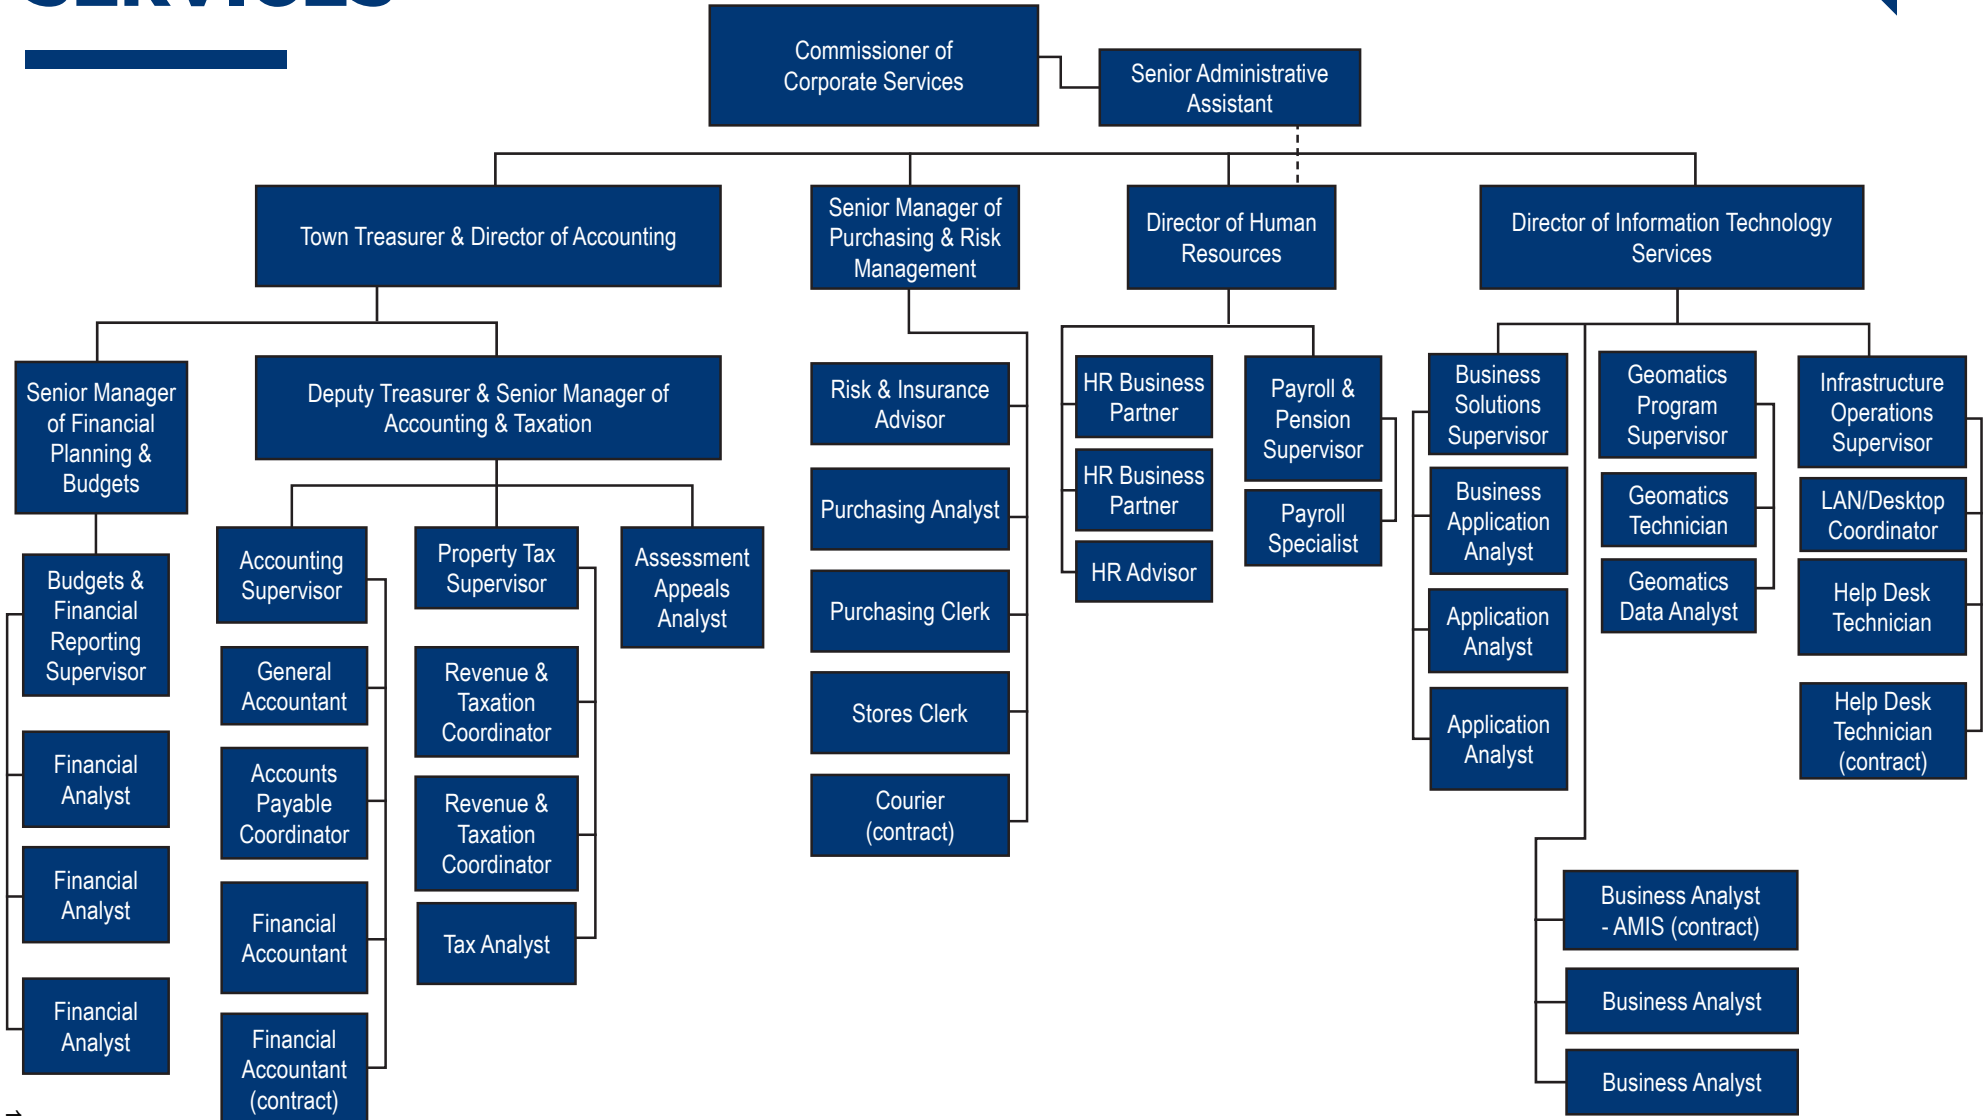 SERVICES
Commissioner of
Corporate Services
Senior Administrative
Assistant
Town Treasurer & Director of Accounting
Senior Manager of
Purchasing & Risk
Management
Director of Human
Resources
Director of Information Technology
Services
Senior Manager
of Financial
Planning &
Budgets
Deputy Treasurer & Senior Manager of
Accounting & Taxation
Budgets &
Financial
Reporting
Supervisor
Financial
Analyst
Financial
Analyst
Financial
Analyst
Accounting
Supervisor
General
Accountant
Accounts
Payable
Coordinator
Financial
Accountant
Financial
Accountant
(contract)
Property Tax
Supervisor
Revenue &
Taxation
Coordinator
Revenue &
Taxation
Coordinator
Tax Analyst
Assessment
Appeals
Analyst
Risk & Insurance
Advisor
Purchasing Analyst
Purchasing Clerk
Stores Clerk
Courier
(contract)
HR Business
Partner
HR Business
Partner
HR Advisor
Payroll &
Pension
Supervisor
Payroll
Specialist
Business
Solutions
Supervisor
Business
Application
Analyst
Application
Analyst
Application
Analyst
Geomatics
Program
Supervisor
Geomatics
Technician
Geomatics
Data Analyst
Infrastructure
Operations
Supervisor
LAN/Desktop
Coordinator
Help Desk
Technician
Help Desk
Technician
(contract)
Business Analyst
- AMIS (contract)
Business Analyst
Business Analyst